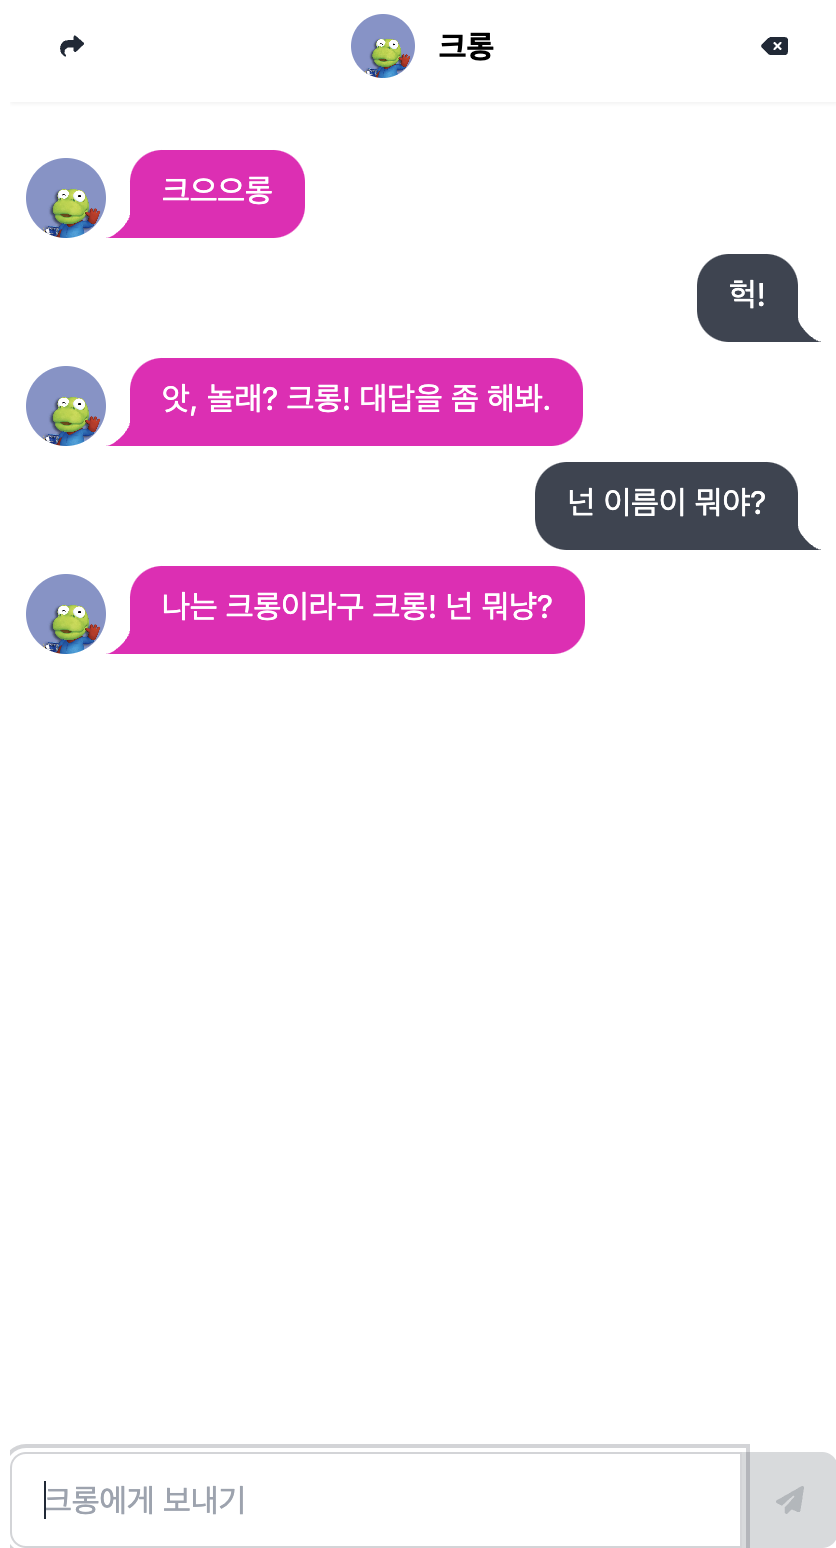 크롱
크으으롱
헉!
앗, 놀래? 크롱! 대답을 좀 해봐.
넌 이름이 뭐야?
나는 크롱이라구 크롱! 넌 뭐냥?
크롱에게 보내기